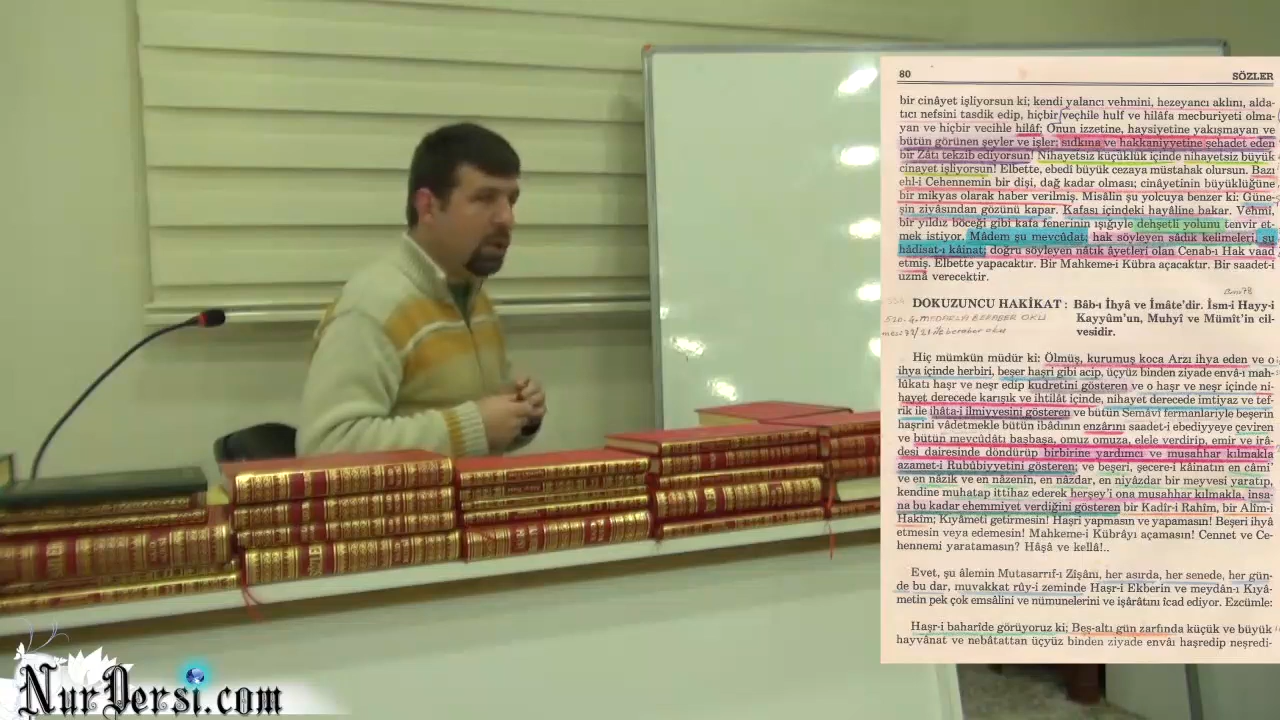 80 SÖZLER
bir cinâyet işliyorsun ki; kendi yalancı vehmini, hezeyancı aklını, alda-
tıcı nefsini tasdik edip, hiçbir veçhile hulf ve hilâfa mecburiyeti olma-
yan ve hiçbir vecihle hilâf; Onun izzetine, haysiyetine yakışmayan ve
bütün görünen şeyler ve işler; sıdkına ve hakkaniyyetine şehadet eden
bir Zâtı tekzib ediyorsun! Nihayetsiz küçüklük içinde nihayetsiz büyük
cinayet işliyorsun! Elbette, ebedî büyük cezaya müstahak olursun. Bazı
ehl-i Cehennemin bir dişi, dağ kadar olması; cinâyetinin büyüklüğüne
bir mikyas olarak haber verilmiş. Misâlin şu yolcuya benzer ki: Güne-
şin ziyâsından gözünü kapar. Kafası içindeki hayâline bakar. Vehmi,
bir yıldız böceği gibi kafa fenerinin ışığiyle dehşetli yolunu tenvir et-
mek istiyor. Mâdem şu mevcûdat; hak söyleyen sâdık kelimeleri, şu
hâdisat-ı kâinat; doğru söyleyen nâtık âyetleri olan Cenab-ı Hak vaad
etmiş. Elbette yapacaktır. Bir Mahkeme-i Kübra açacaktır. Bir saadet-i
uzmâ verecektir.
DOKUZUNCU HAKİKAT : Bâb-ı İhyâ ve İmâte'dir. İsm-i Hayy-i
Kayyûm'un, Muhyî ve Mümît'in cil-
vesidir.
Hiç mümkün müdür ki: Ölmüş, kurumuş koca Arzı ihya eden ve o
ihya içinde herbiri, beşer haşri gibi acip, üçyüz binden ziyade envâ-ı mah-
lûkatı haşr ve neşr edip kudretini gösteren ve o haşr ve neşr içinde ni-
hayet derecede karışık ve ihtilât içinde, nihayet derecede imtiyaz ve tef-
rik ile ihâta-i ilmiyyesini gösteren ve bütün Semâvî fermanlariyle beşerin
haşrini vâdetmekle bütün ibâdının enzârını saadet-i ebediyyeye çeviren
ve bütün mevcûdâtı başbaşa, omuz omuza, elele verdirip, emir ve irâ-
desi dairesinde döndürüp birbirine yardımcı ve musahhar kılmakla
azamet-i Rubûbiyyetini gösteren; ve beşeri, şecere-i kâinatın en câmi'
ve en nâzik ve en nâzenin, en nâzdar, en niyâzdar bir meyvesi yaratıp,
kendine muhatap ittihaz ederek herşey'i ona musahhar kılmakla, insa-
na bu kadar ehemmiyet verdiğini gösteren bir Kadîr-i Rahîm, bir Alîm-i
Hakîm; Kıyâmeti getirmesin! Haşri yapmasın ve yapamasın! Beşeri ihyâ
etmesin veya edemesin! Mahkeme-i Kübrâyı açamasın! Cennet ve Ce-
hennemi yaratamasın? Hâşâ ve kellâ!..
Evet, şu âlemin Mutasarrıf-ı Zîşânı, her asırda, her senede, her gün-
de bu dar, muvakkat rûy-i zeminde Haşr-i Ekberin ve meydân-ı Kıyâ-
metin pek çok emsâlini ve nümunelerini ve işârâtını icad ediyor. Ezcümle:
Haşr-i baharîde görüyoruz ki; Beş-altı gün zarfında küçük ve büyük
hayvânat ve nebâtattan üçyüz binden ziyade envâı haşredip neşredi-
NurDersi.com